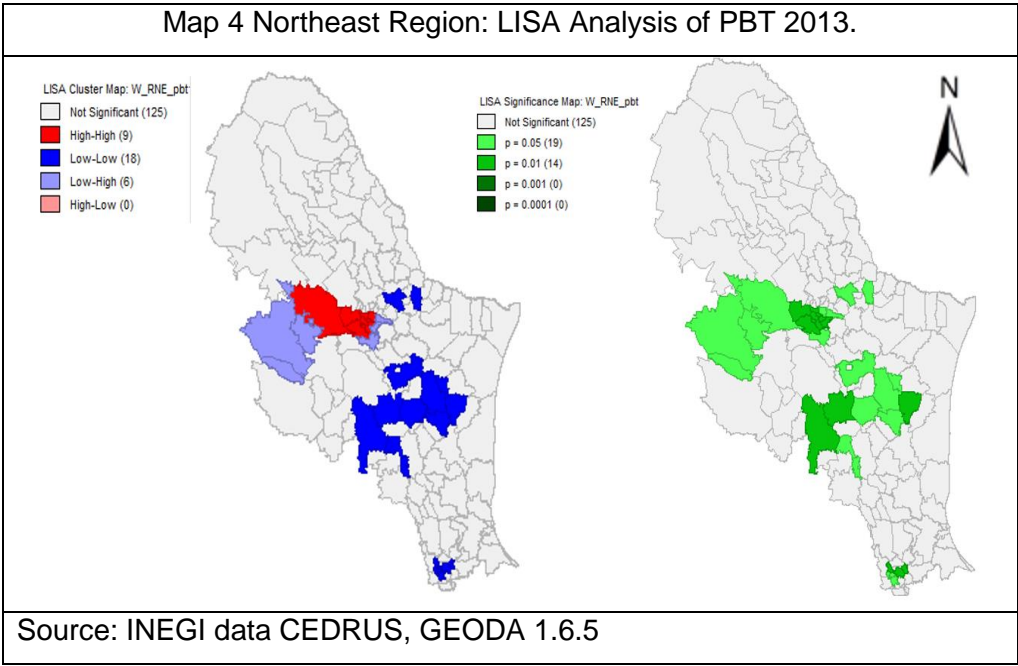 Map 4 Northeast Region: LISA Analysis of PBT 2013.
LISA Cluster Map: W_RNE_pbt
Not Significant (125)
High-High (9)
Low-Low (18)
Low-High (6)
High-Low (0)
LISA Significance Map: W_RNE_pbt
Not Significant (125)
p = 0.05 (19)
p = 0.01 (14)
p = 0.001 (0)
p = 0.0001 (0)
N
Source: INEGI data CEDRUS, GEODA 1.6.5